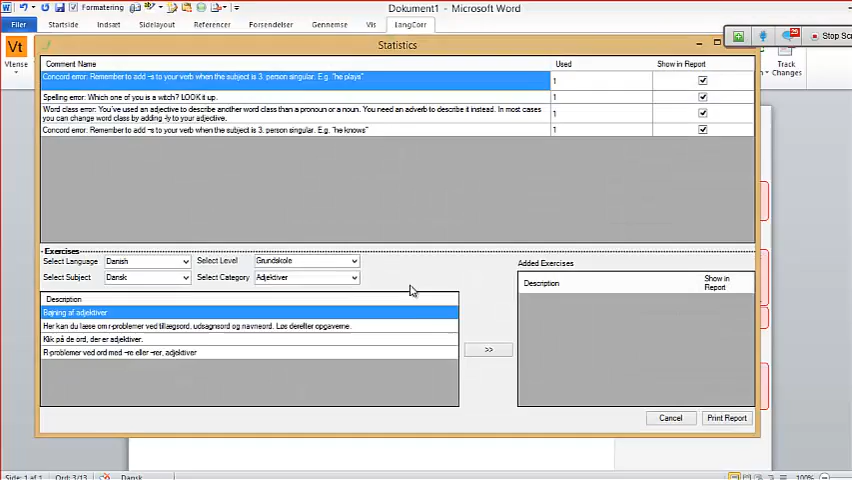 Formatering
Dokument1 - Microsoft Word
Filer
Startside
Indsæt
Sidelayout
Referencer
Forsendelser
Gennemse
Vis
LangCorr
Vt
Vtense
Statistics
Stop Scr
Track
Changes
Comment Name
Used
Show in Report
Concord error: Remember to add -s to your verb when the subject is 3. person singular. E.g. "he plays"
1
Spelling error: Which one of you is a witch? LOOK it up.
1
Word class error: You've used an adjective to describe another word class than a pronoun or a noun. You need an adverb to describe it instead. In most cases
you can change word class by adding -ly to your adjective.
1
Concord error: Remember to add -s to your verb when the subject is 3. person singular. E.g. "he knows"
1
Exercises
Select Language
Danish
Select Level
Grundskole
Select Subject
Dansk
Select Category
Adjektiver
Description
Bøjning af adjektiver
Her kan du læse om r-problemer ved tillægsord, udsagnsord og navneord. Løs derefter opgaverne.
Klik på de ord, der er adjektiver.
R-problemer ved ord med -re eller -rer, adjektiver
>>
Added Exercises
Description
Show in
Report
Cancel
Print Report
Side: 1 af 1
Ord: 3/13
Dansk
100%